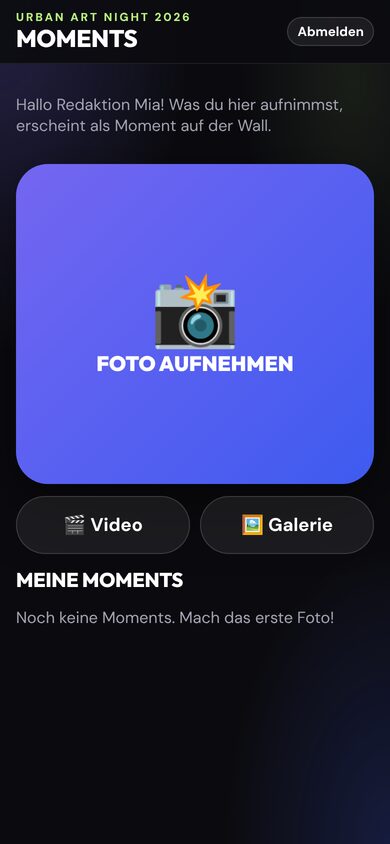 URBAN ART NIGHT 2026
MOMENTS
Abmelden
Hallo Redaktion Mia! Was du hier aufnimmst,
erscheint als Moment auf der Wall.
FOTO AUFNEHMEN
Video
Galerie
MEINE MOMENTS
Noch keine Moments. Mach das erste Foto!